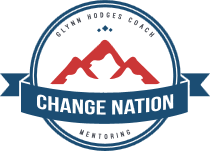 GLYNN HODGES COACH
CHANGE NATION
MENTORING